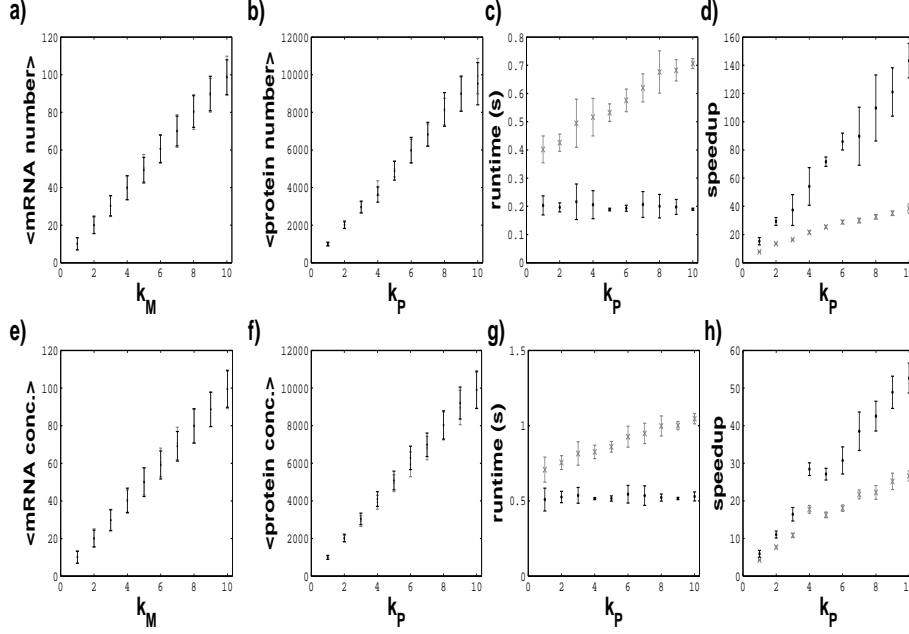 a)
<mRNA number>
120
100
80
60
40
20
0
0 2 4 6 8 10
k_M
b)
<protein number>
12000
10000
8000
6000
4000
2000
0
0 2 4 6 8 10
k_P
c)
runtime (s)
0.8
0.7
0.6
0.5
0.4
0.3
0.2
0.1
0
0 2 4 6 8 10
k_P
d)
speedup
160
140
120
100
80
60
40
20
0
0 2 4 6 8 10
k_P
e)
<mRNA conc.>
120
100
80
60
40
20
0
0 2 4 6 8 10
k_M
f)
<protein conc.>
12000
10000
8000
6000
4000
2000
0
0 2 4 6 8 10
k_P
g)
runtime (s)
1.5
1
0.5
0
0 2 4 6 8 10
k_P
h)
speedup
60
50
40
30
20
10
0
0 2 4 6 8 10
k_P